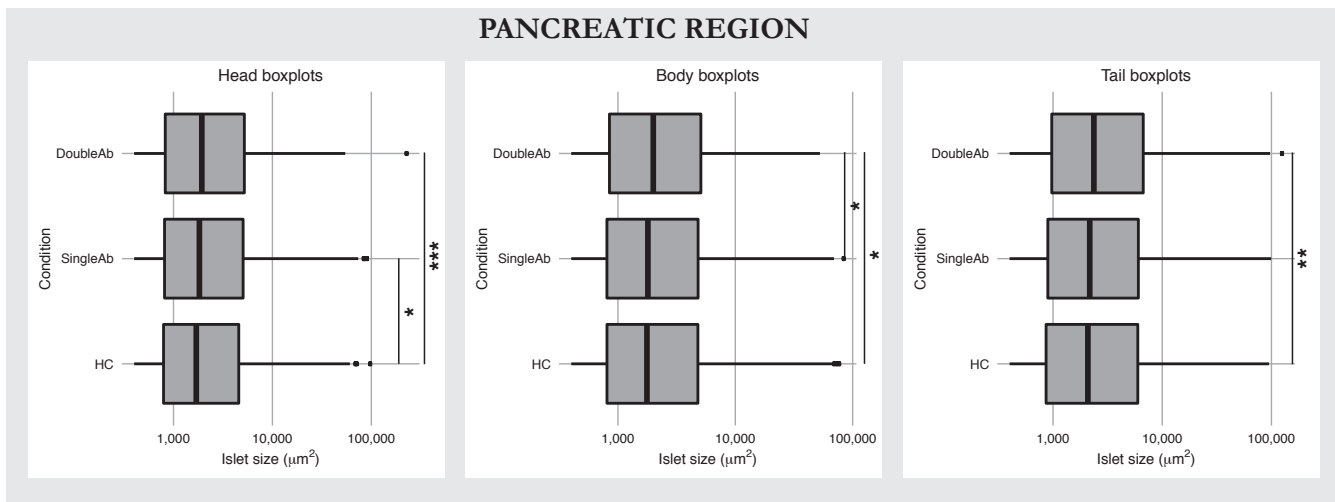 PANCREATIC REGION
Head boxplots
Condition
DoubleAb
SingleAb
HC
***
*
1,000 10,000 100,000
Islet size (μm²)
Body boxplots
Condition
DoubleAb
SingleAb
HC
*
*
1,000 10,000 100,000
Islet size (μm²)
Tail boxplots
Condition
DoubleAb
SingleAb
HC
**
1,000 10,000 100,000
Islet size (μm²)